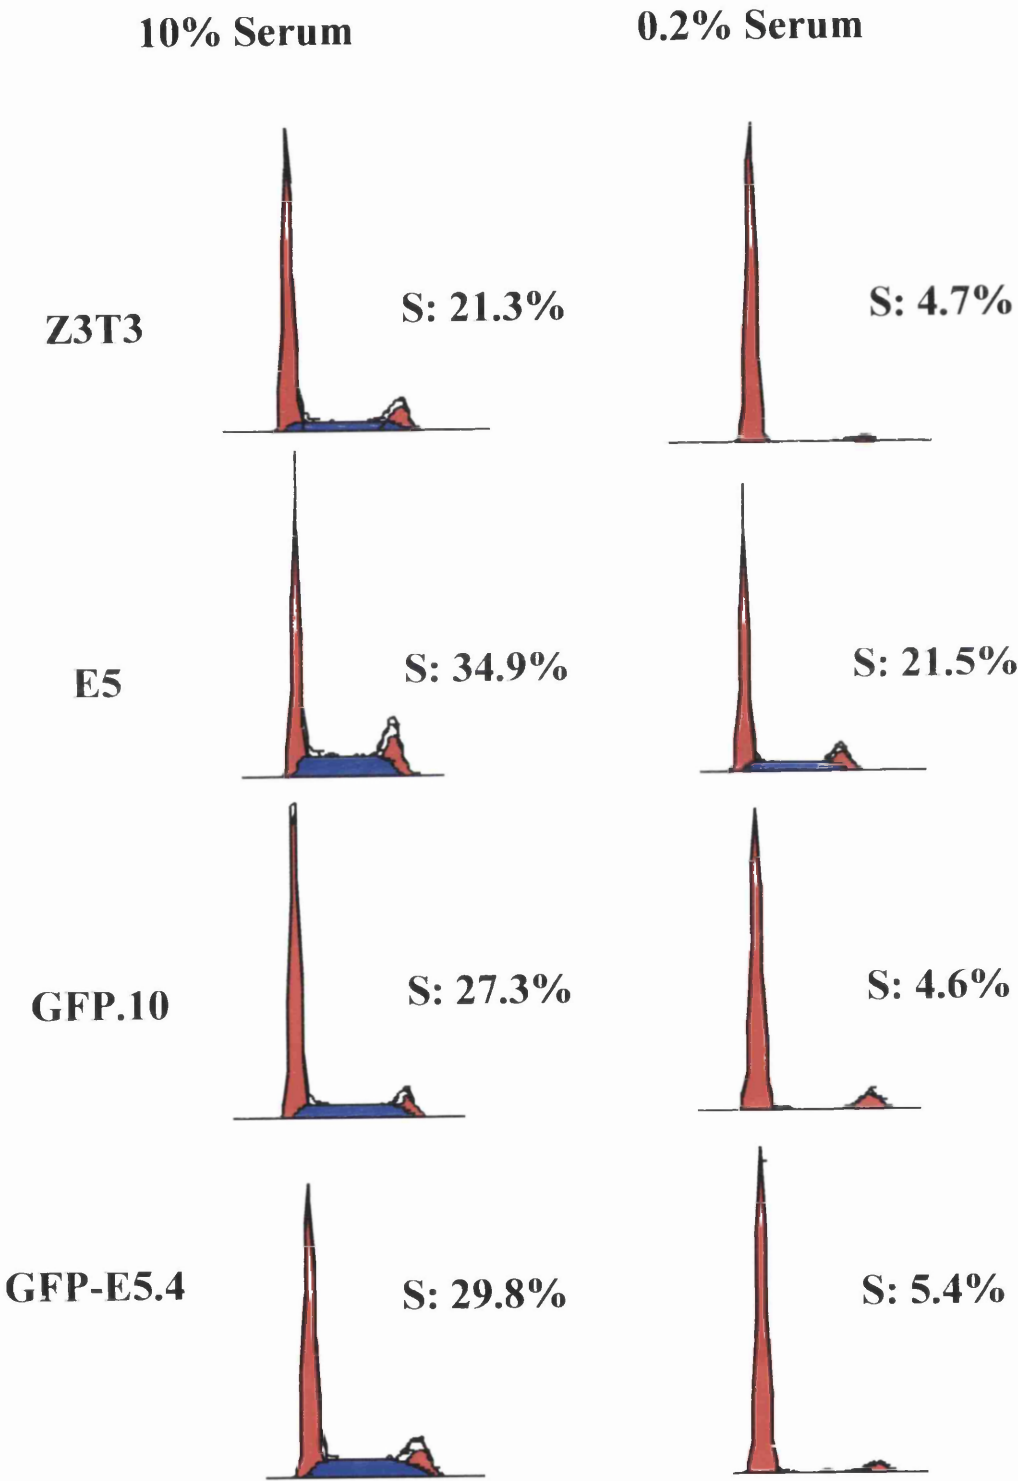 10% Serum
0.2% Serum
Z3T3
S: 21.3%
S: 4.7%
E5
S: 34.9%
S: 21.5%
GFP.10
S: 27.3%
S: 4.6%
GFP-E5.4
S: 29.8%
S: 5.4%